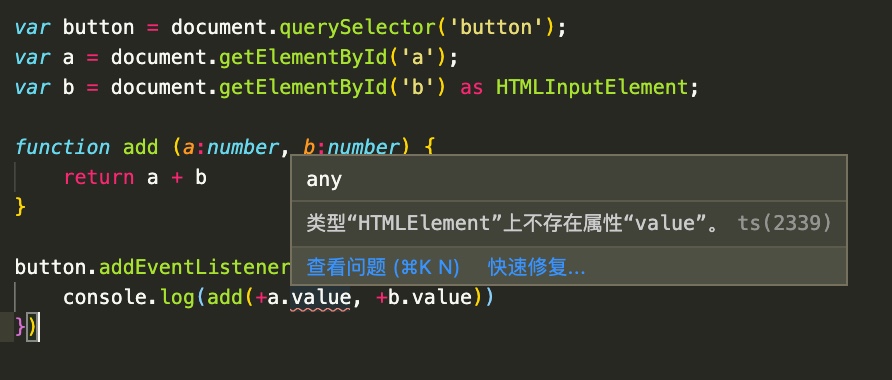 var button = document.querySelector('button');
var a = document.getElementById('a');
var b = document.getElementById('b') as HTMLInputElement;
function add (a:number, b:number) {
return a + b
any
}
类型“HTMLElement”上不存在属性“value”。 ts(2339)
button.addEventListener
查看问题 (⌘K N) 快速修复...
console.log(add(+a.value, +b.value))
})